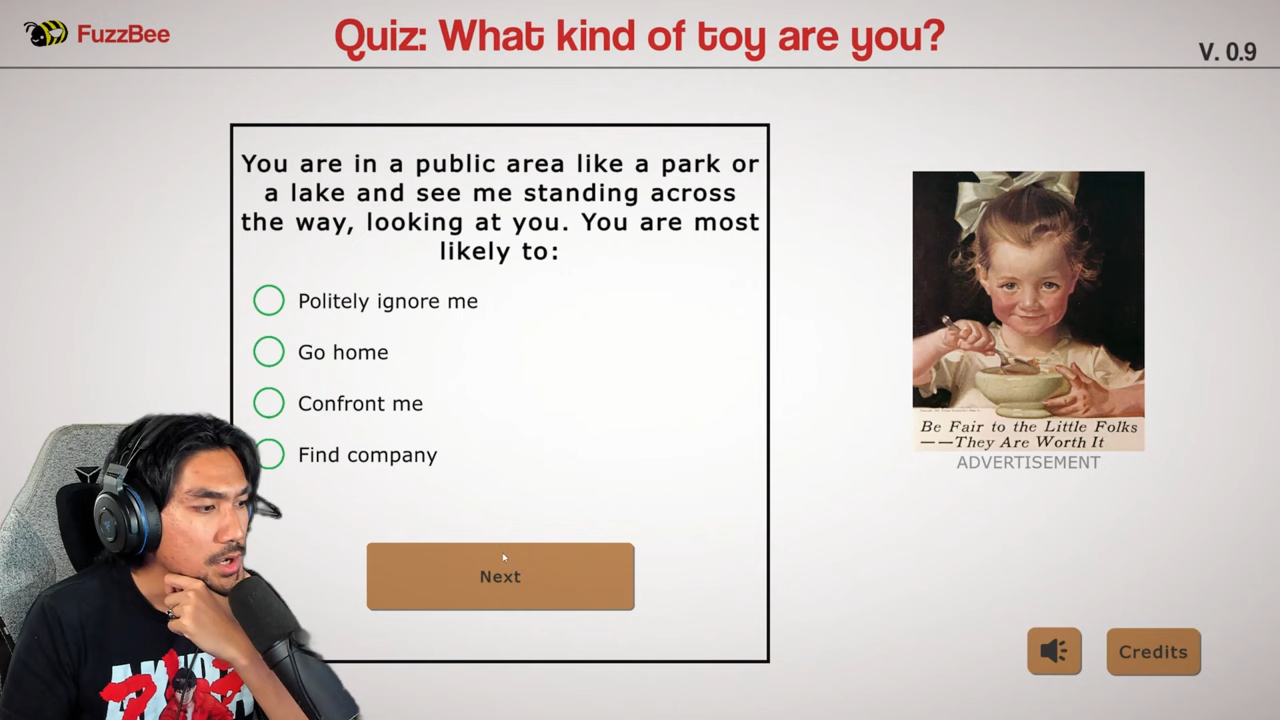 FuzzBee
Quiz: What kind of toy are you?
V. 0.9
You are in a public area like a park or
a lake and see me standing across
the way, looking at you. You are most
likely to:
Politely ignore me
Go home
Confront me
Find company
Next
Be Fair to the Little Folks
——They Are Worth It
ADVERTISEMENT
Credits